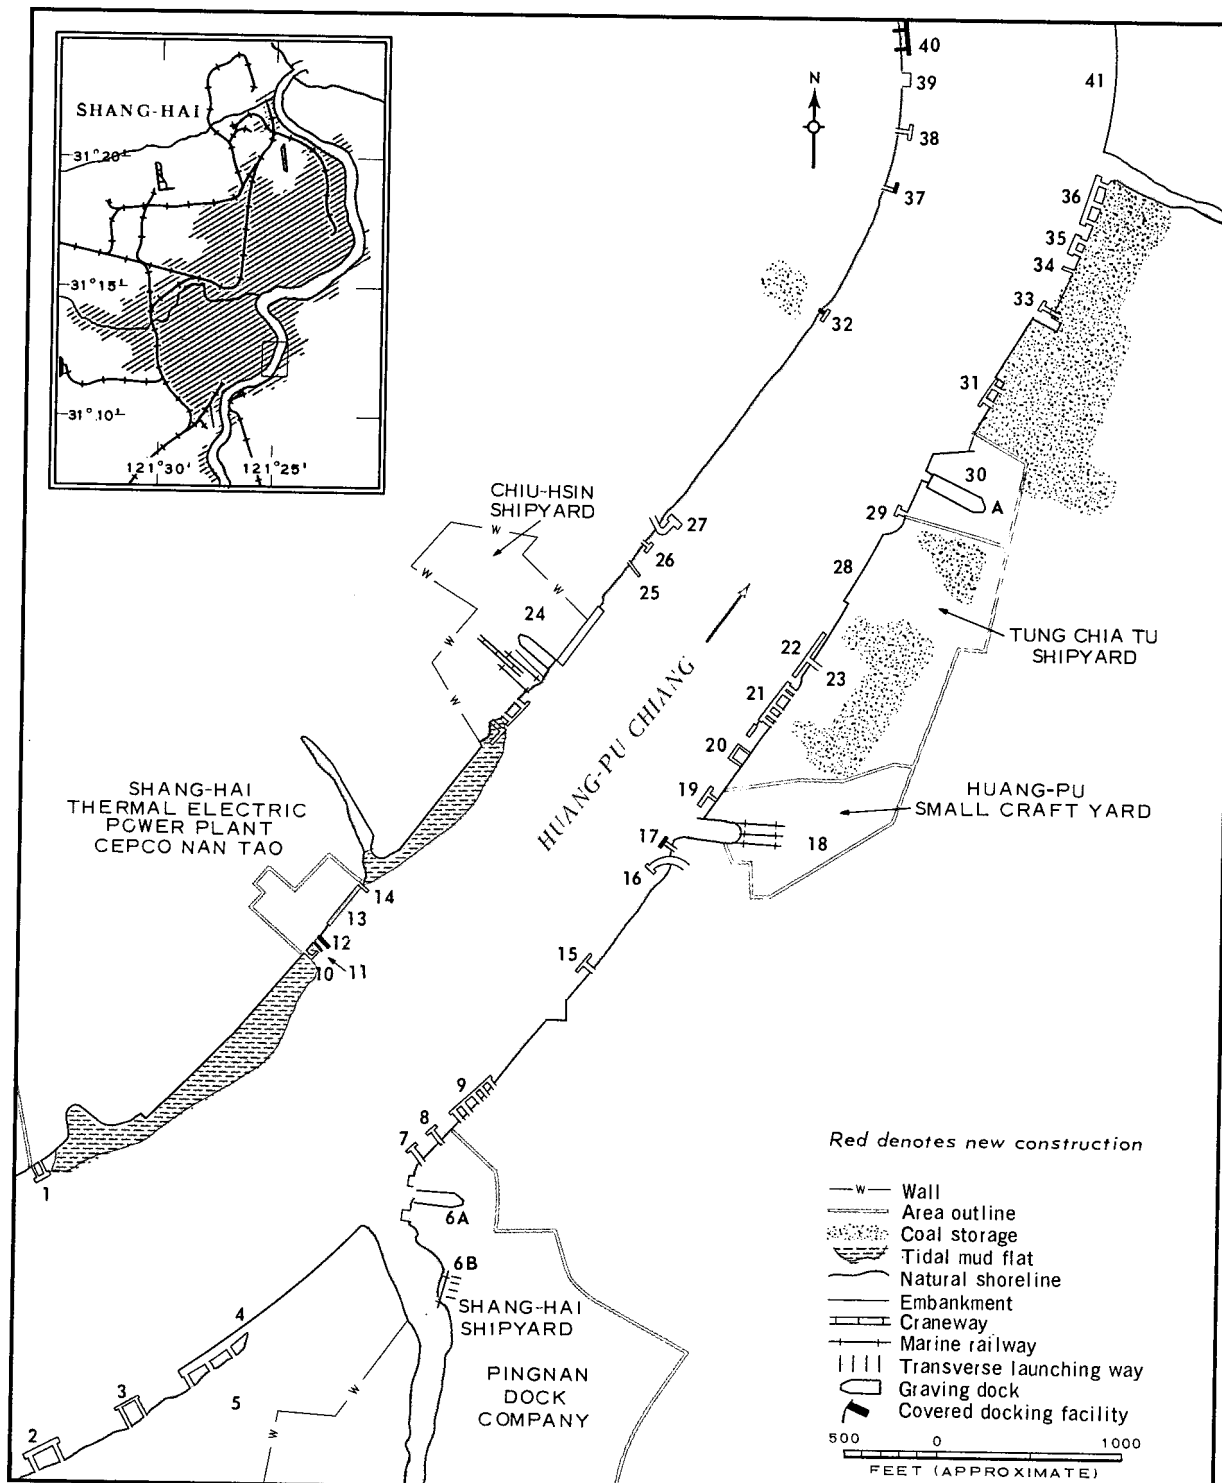 SHANG-HAI
31°20'
31°15'
31°10'
121°30' 121°25'
N
40
39
41
38
37
36
35
34
33
32
31
30
A
29
CHIU-HSIN
SHIPYARD
W
W
W
W
W
27
26
25
24
28
22
23
21
20
19
TUNG CHIA TU
SHIPYARD
HUANG-PU CHIANG
HUANG-PU
SMALL CRAFT YARD
18
17
16
15
SHANG-HAI
THERMAL ELECTRIC
POWER PLANT
CEPCO NAN TAO
14
13
12
10 11
9
8
7
1
6A
6B
SHANG-HAI
SHIPYARD
PINGNAN
DOCK
COMPANY
4
3
5
2
W
W
Red denotes new construction
W Wall
Area outline
Coal storage
Tidal mud flat
Natural shoreline
Embankment
Craneway
Marine railway
Transverse launching way
Graving dock
Covered docking facility
500 0 1000
FEET (APPROXIMATE)